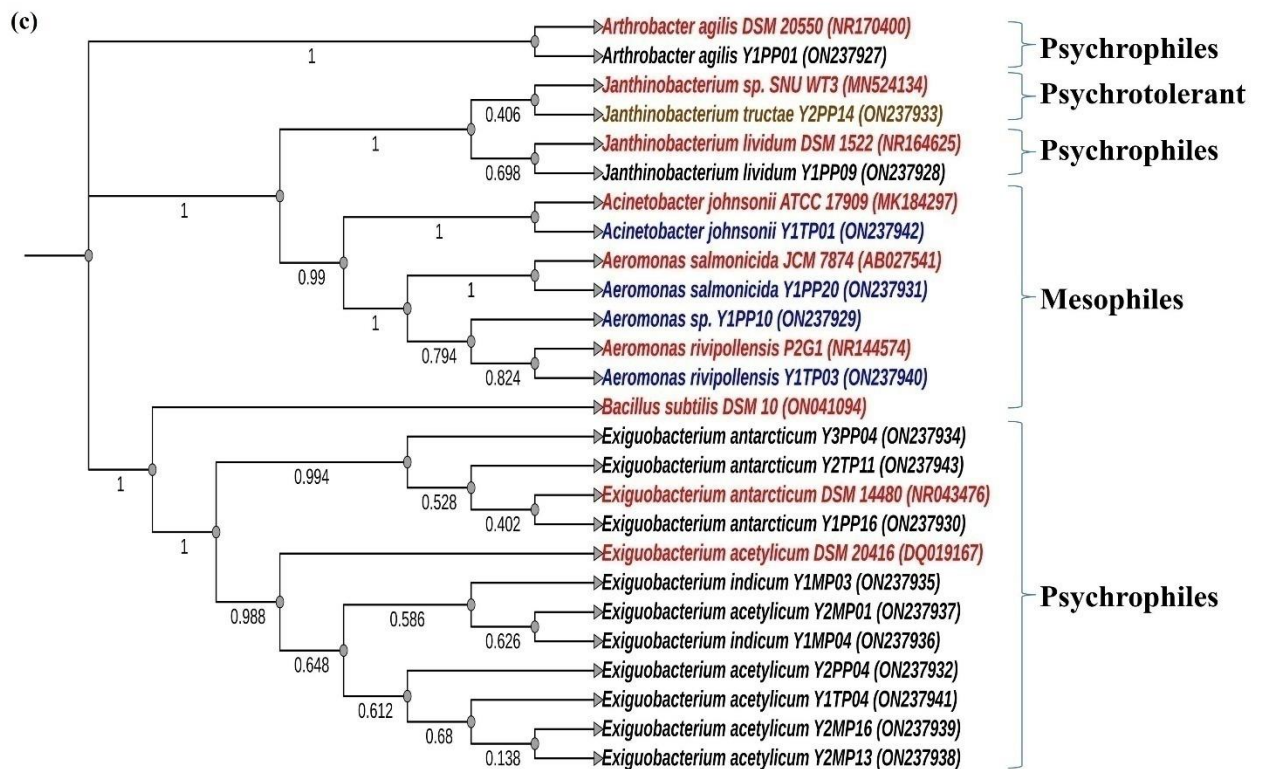 (c)
Arthrobacter agilis DSM 20550 (NR170400)
Arthrobacter agilis Y1PP01 (ON237927)
Psychrophiles
1
Janthinobacterium sp. SNU WT3 (MN524134)
Janthinobacterium tructae Y2PP14 (ON237933)
Psychrotolerant
0.406
1
Janthinobacterium lividum DSM 1522 (NR164625)
Janthinobacterium lividum Y1PP09 (ON237928)
Psychrophiles
0.698
1
Acinetobacter johnsonii ATCC 17909 (MK184297)
Acinetobacter johnsonii Y1TP01 (ON237942)
1
0.99
Aeromonas salmonicida JCM 7874 (AB027541)
Aeromonas salmonicida Y1PP20 (ON237931)
1
Aeromonas sp. Y1PP10 (ON237929)
1
Aeromonas rivipollensis P2G1 (NR144574)
0.794
Aeromonas rivipollensis Y1TP03 (ON237940)
0.824
Bacillus subtilis DSM 10 (ON041094)
Mesophiles
1
Exiguobacterium antarcticum Y3PP04 (ON237934)
0.994
Exiguobacterium antarcticum Y2TP11 (ON237943)
0.528
Exiguobacterium antarcticum DSM 14480 (NR043476)
Exiguobacterium antarcticum Y1PP16 (ON237930)
0.402
1
Exiguobacterium acetylicum DSM 20416 (DQ019167)
0.988
Exiguobacterium indicum Y1MP03 (ON237935)
0.586
Exiguobacterium acetylicum Y2MP01 (ON237937)
Exiguobacterium indicum Y1MP04 (ON237936)
0.626
0.648
Exiguobacterium acetylicum Y2PP04 (ON237932)
0.612
Exiguobacterium acetylicum Y1TP04 (ON237941)
0.68
Exiguobacterium acetylicum Y2MP16 (ON237939)
Exiguobacterium acetylicum Y2MP13 (ON237938)
0.138
Psychrophiles